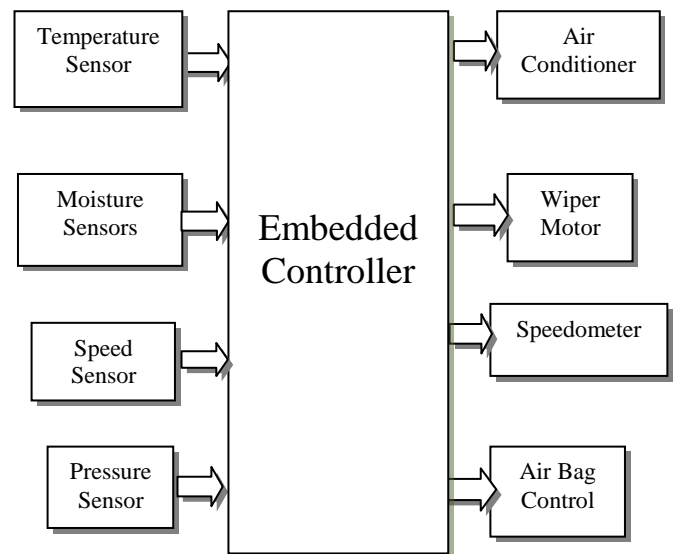 Temperature
Sensor
Moisture
Sensors
Speed
Sensor
Pressure
Sensor
Embedded
Controller
Air
Conditioner
Wiper
Motor
Speedometer
Air Bag
Control